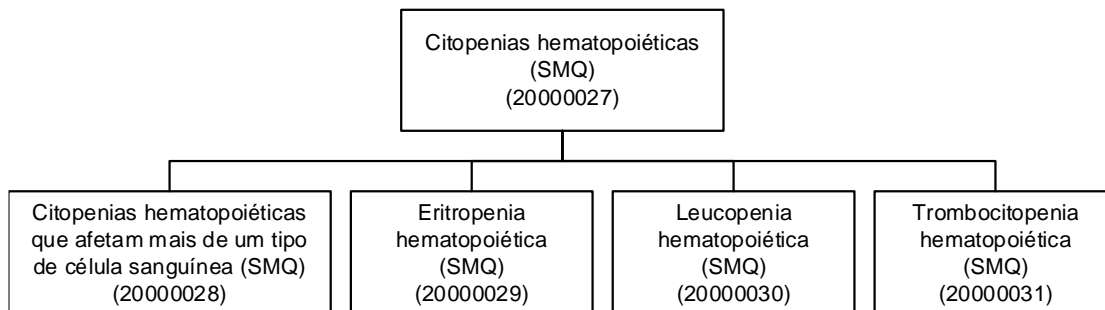 Citopenias hematopoiéticas
(SMQ)
(20000027)
Citopenias hematopoiéticas
que afetam mais de um tipo
de célula sanguínea (SMQ)
(20000028)
Eritropenia
hematopoiética
(SMQ)
(20000029)
Leucopenia
hematopoiética
(SMQ)
(20000030)
Trombocitopenia
hematopoiética
(SMQ)
(20000031)